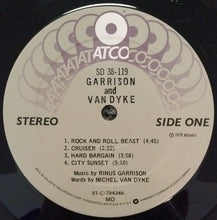 ATCO
SD 38-119
GARRISON
and
VAN DYKE
STEREO
SIDE ONE
1. ROCK AND ROLL BEAST (4:45)
2. CRUISER (3:32)
3. HARD BARGAIN (5:10)
4. CITY SUNSET (5:10)
Music by RINUS GARRISON
Words by MICHEL VAN DYKE
ST-C-794349-
MO